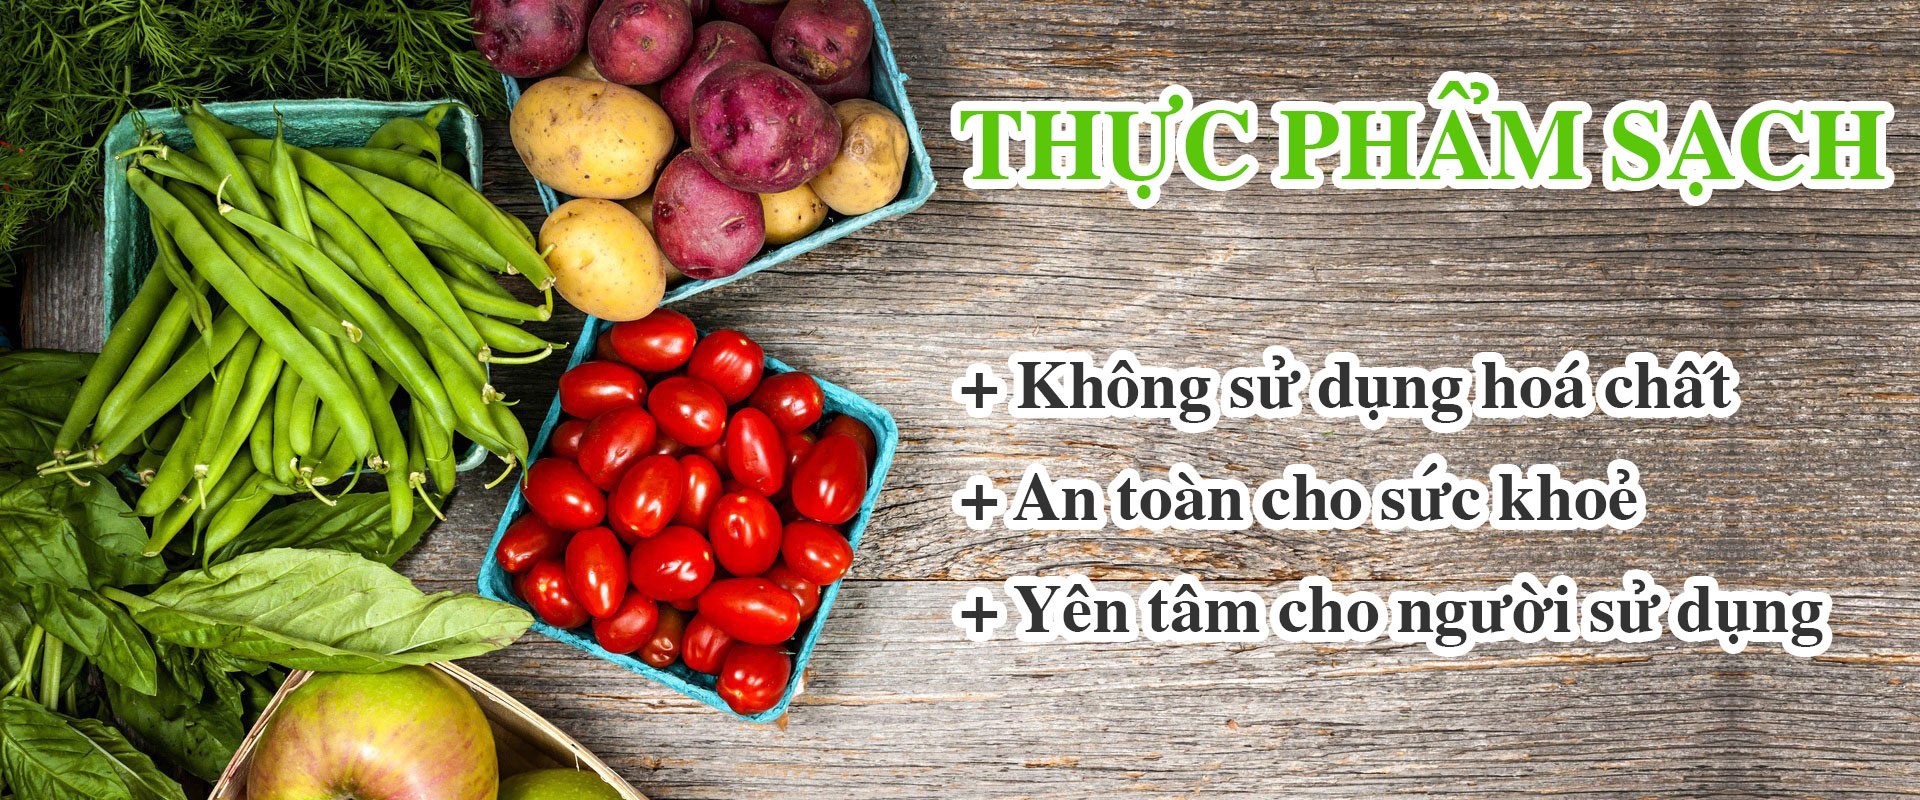 THỰC PHẨM SẠCH
+ Không sử dụng hoá chất
+ An toàn cho sức khoẻ
+ Yên tâm cho người sử dụng